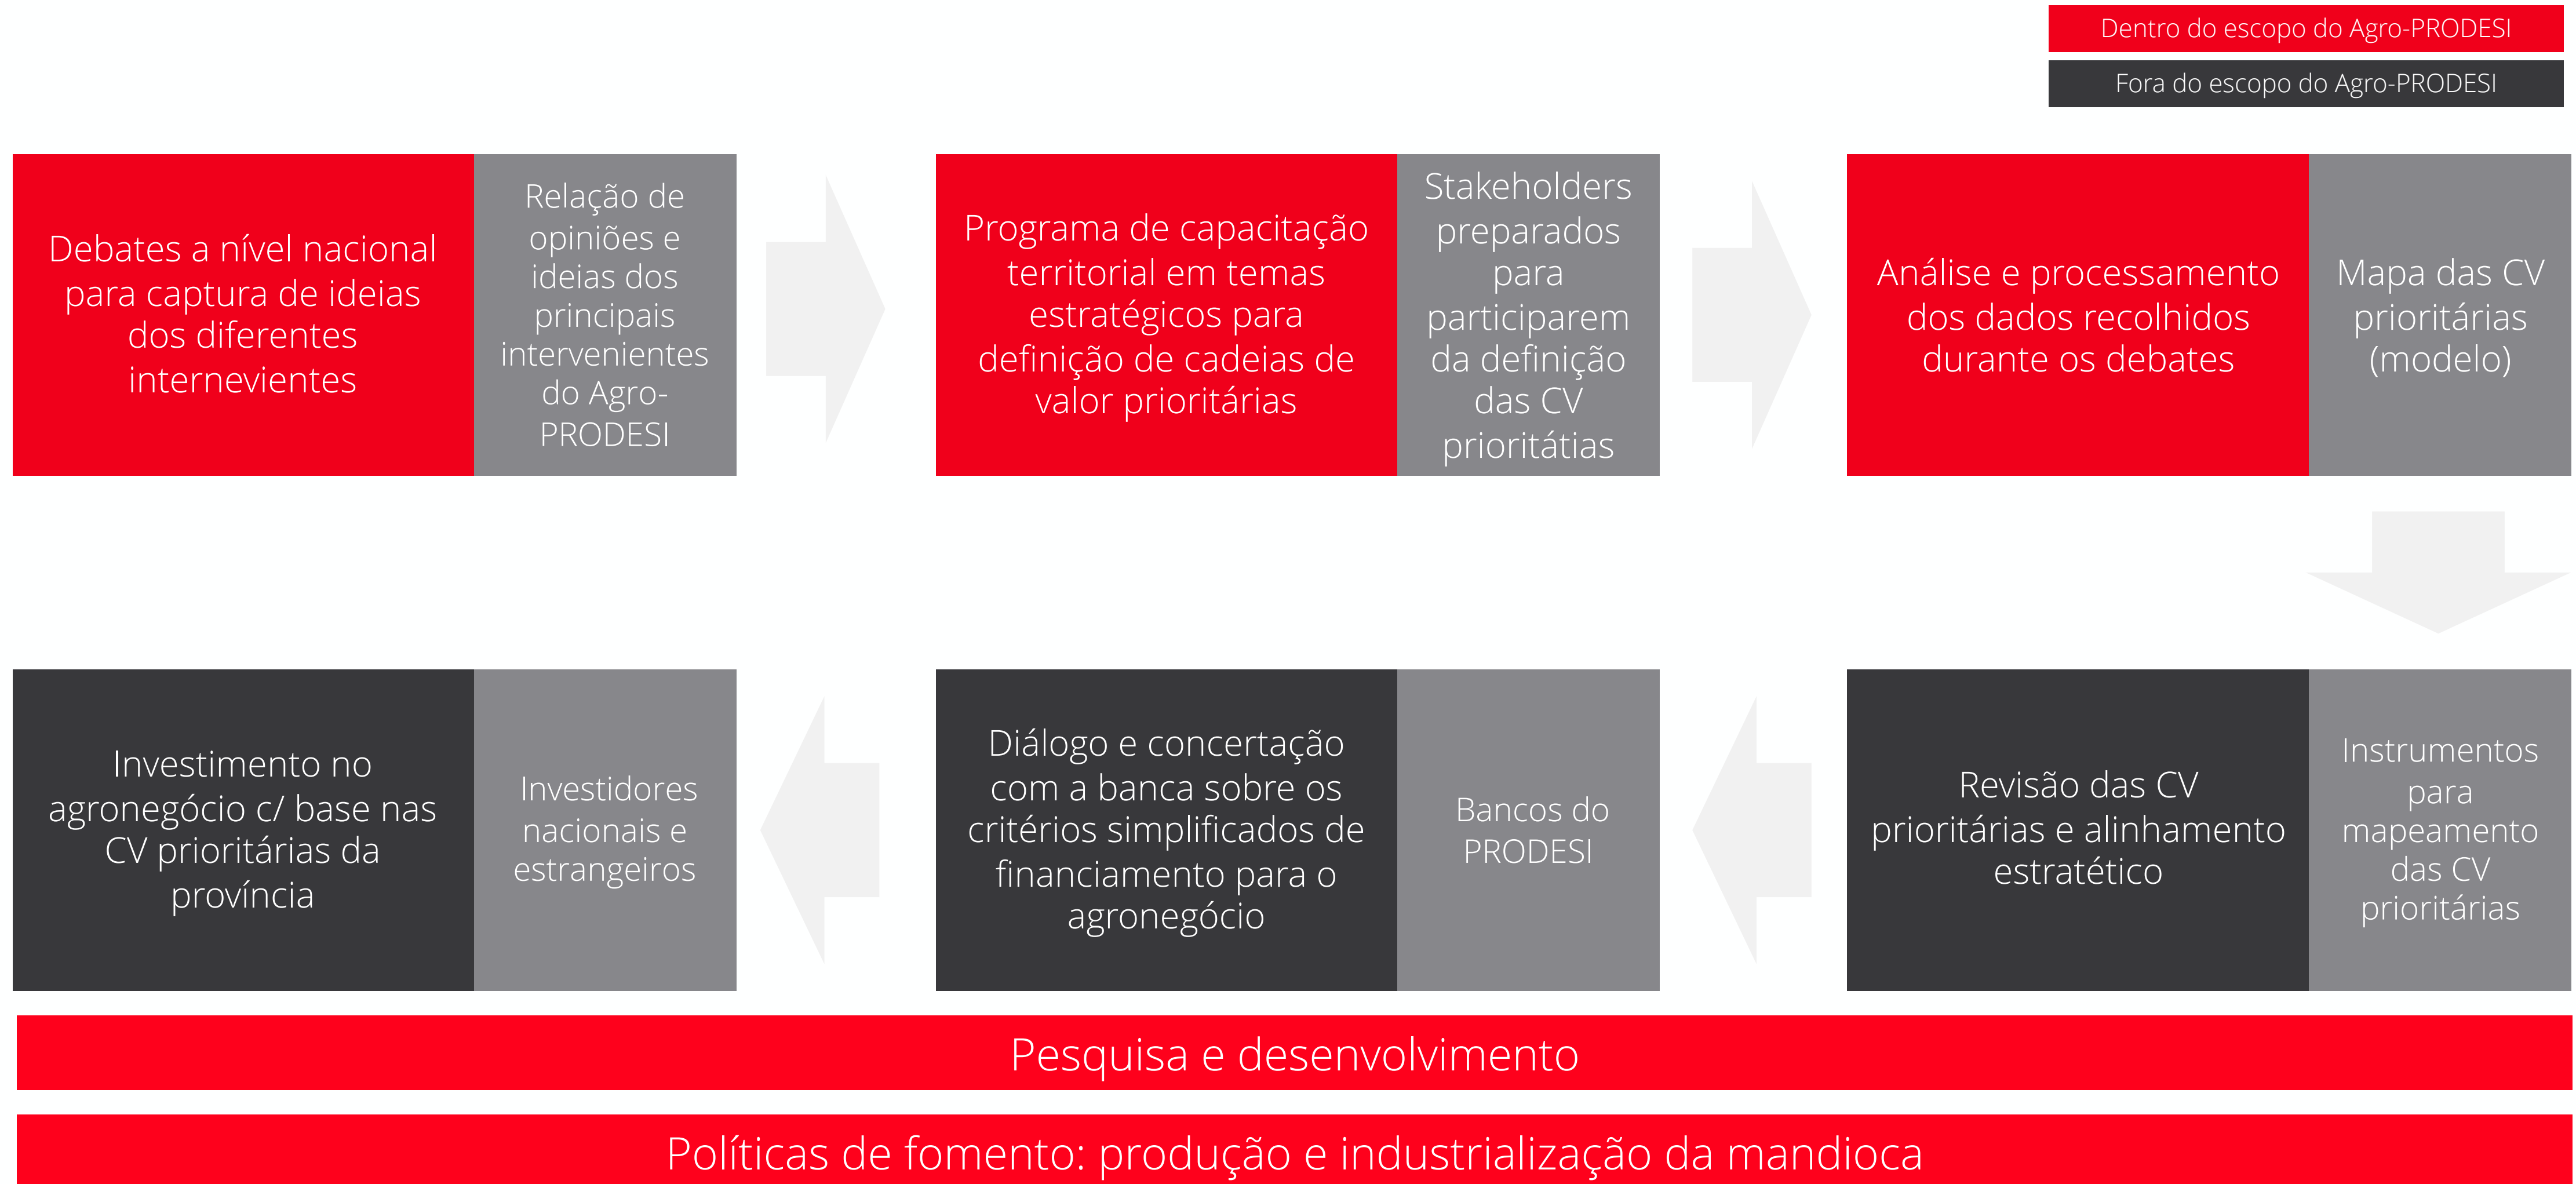 Dentro do escopo do Agro-PRODESI
Fora do escopo do Agro-PRODESI
Debates a nível nacional
para captura de ideias
dos diferentes
internevientes
Relação de
opiniões e
ideias dos
principais
intervenientes
do Agro-
PRODESI
Programa de capacitação
territorial em temas
estratégicos para
definição de cadeias de
valor prioritárias
Stakeholders
preparados
para
participarem
da definição
das CV
prioritátias
Análise e processamento
dos dados recolhidos
durante os debates
Mapa das CV
prioritárias
(modelo)
Investimento no
agronegócio c/ base nas
CV prioritárias da
província
Investidores
nacionais e
estrangeiros
Diálogo e concertação
com a banca sobre os
critérios simplificados de
financiamento para o
agronegócio
Bancos do
PRODESI
Revisão das CV
prioritárias e alinhamento
estratético
Instrumentos
para
mapeamento
das CV
prioritárias
Pesquisa e desenvolvimento
Políticas de fomento: produção e industrialização da mandioca